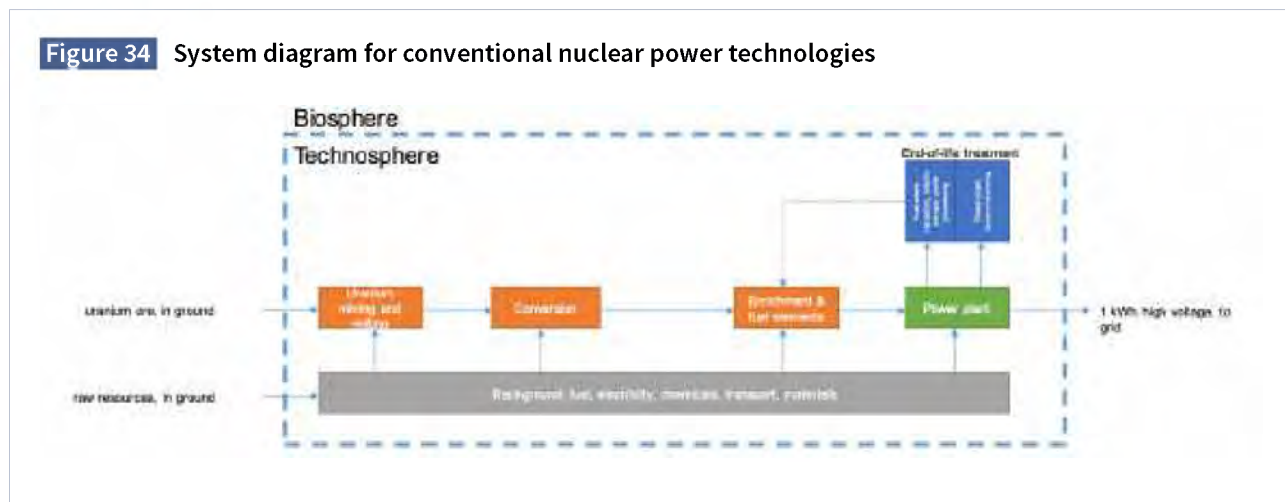 Figure 34 System diagram for conventional nuclear power technologies
Biosphere
Technosphere
End-of-life treatment
uranium ore, in ground
Uranium
mining and
milling
Conversion
Enrichment &
fuel elements
Power plant
1 kWh high voltage, to
grid
raw resources, in ground
Background: fuel, electricity, chemicals, transport, materials